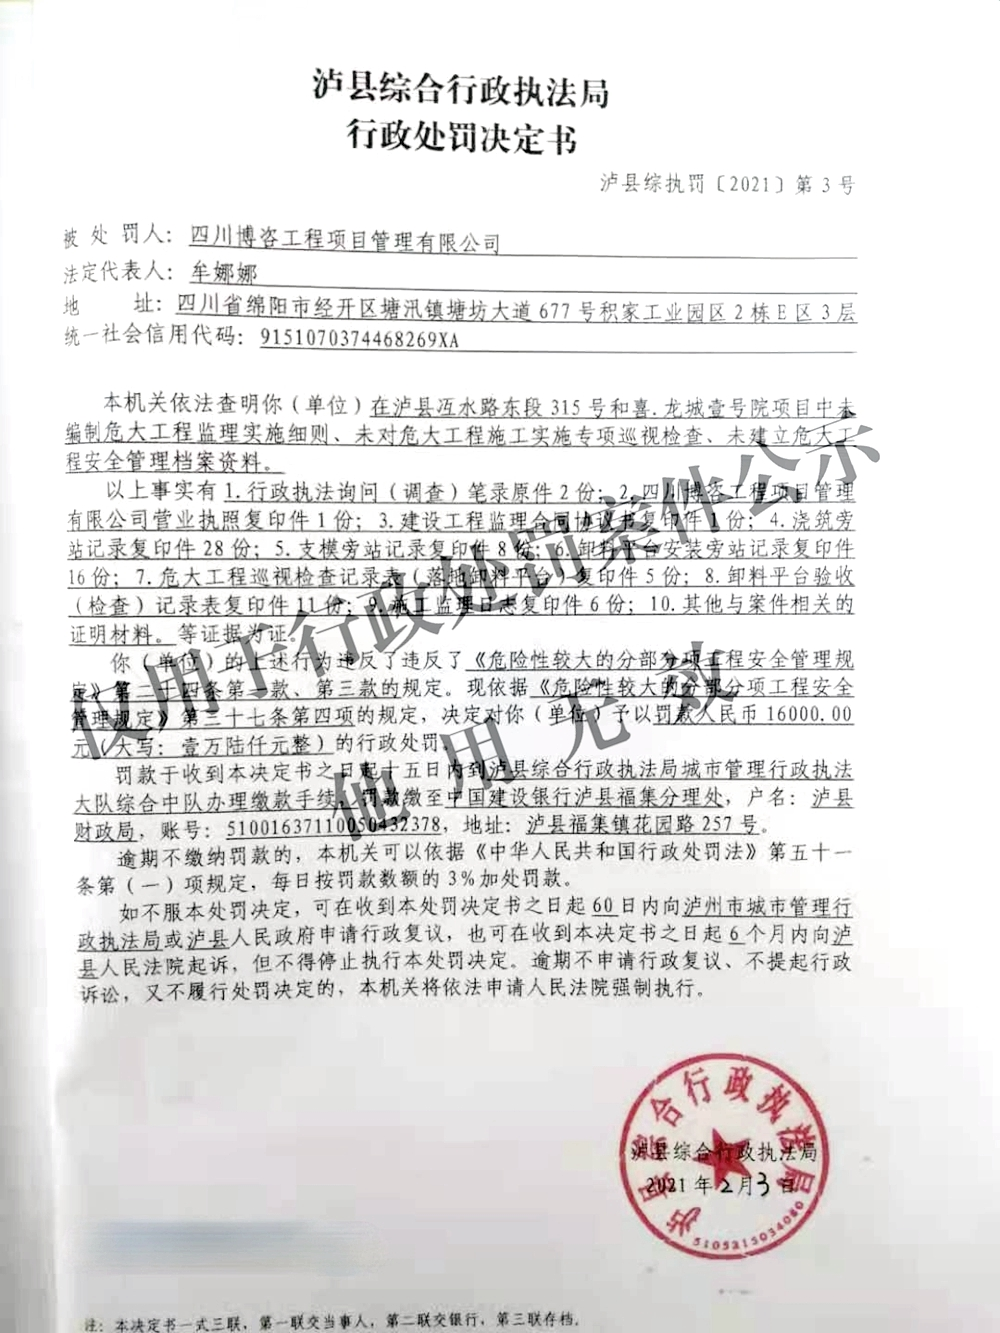 泸县综合行政执法局
行政处罚决定书
泸县综执罚〔2021〕第3号
被处罚人：四川博咨工程项目管理有限公司
法定代表人：牟娜娜
地 址：四川省绵阳市经开区塘汛镇塘坊大道677号积家工业园区2栋E区3层
统一社会信用代码：9151070374468269XA
本机关依法查明你（单位）在泸县冱水路东段315号和喜.龙城壹号院项目中未
编制危大工程监理实施细则、未对危大工程施工实施专项巡视检查、未建立危大工
程安全管理档案资料。
以上事实有1.行政执法询问（调查）笔录原件2份；2.四川博咨工程项目管理
有限公司营业执照复印件1份；3.建设工程监理合同协议书复印件1份；4.浇筑旁
站记录复印件28份；5.支模旁站记录复印件8份；6.卸料平台安装旁站记录复印件
16份；7.危大工程巡视检查记录表（落地卸料平台）复印件5份；8.卸料平台验收
（检查）记录表复印件11份；9.施工监理日志复印件6份；10.其他与案件相关的
证明材料。等证据为证。
你（单位）的上述行为违反了违反了《危险性较大的分部分项工程安全管理规
定》第二十四条第一款、第三款的规定。现依据《危险性较大的分部分项工程安全
管理规定》第三十七条第四项的规定，决定对你（单位）予以罚款人民币16000.00
元（大写：壹万陆仟元整）的行政处罚。
罚款于收到本决定书之日起十五日内到泸县综合行政执法局城市管理行政执法
大队综合中队办理缴款手续，罚款缴至中国建设银行泸县福集分理处，户名：泸县
财政局，账号：51001637110050432378，地址：泸县福集镇花园路257号。
逾期不缴纳罚款的，本机关可以依据《中华人民共和国行政处罚法》第五十一
条第（一）项规定，每日按罚款数额的3%加处罚款。
如不服本处罚决定，可在收到本处罚决定书之日起60日内向泸州市城市管理行
政执法局或泸县人民政府申请行政复议，也可在收到本决定书之日起6个月内向泸
县人民法院起诉，但不得停止执行本处罚决定。逾期不申请行政复议、不提起行政
诉讼，又不履行处罚决定的，本机关将依法申请人民法院强制执行。
泸县综合行政执法局
2021年2月3日
泸县综合行政执法局
5105215034080
注：本决定书一式三联，第一联交当事人，第二联交银行，第三联存档。
仅用于行政处罚案件公示
他用无效